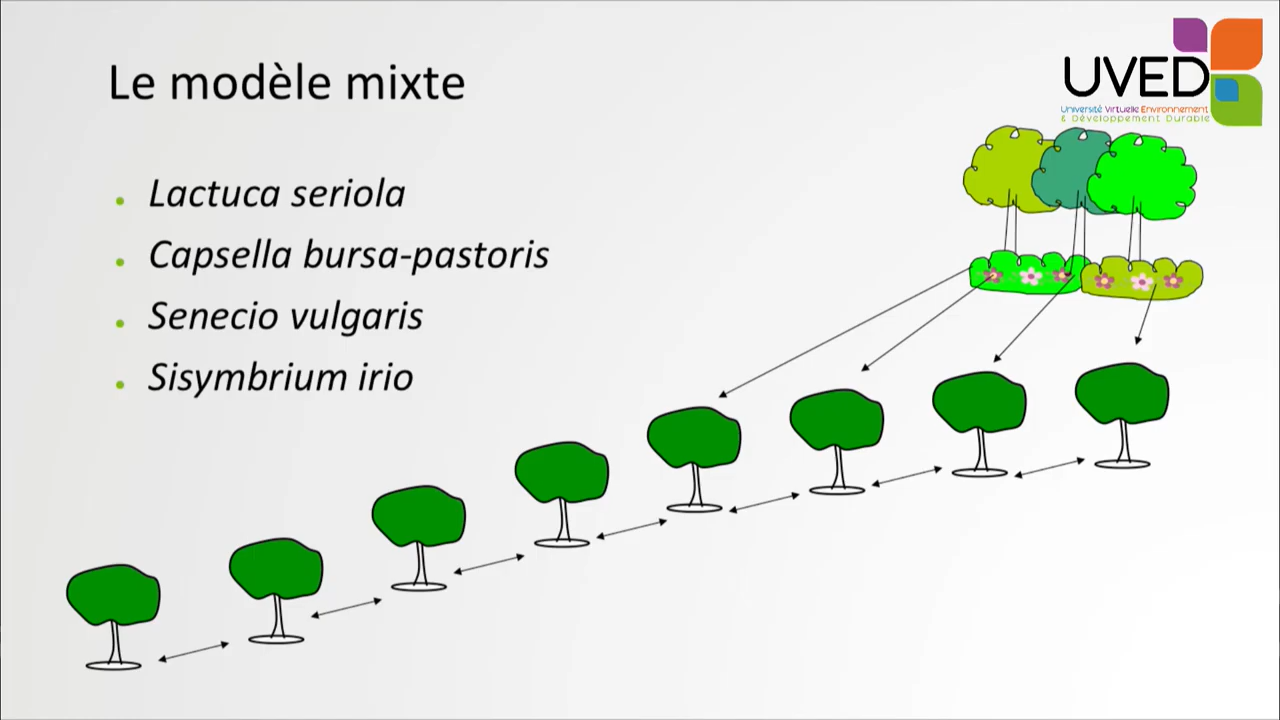 Le modèle mixte
UVED
Université Virtuelle Environnement
& Développement Durable
Lactuca seriola
Capsella bursa-pastoris
Senecio vulgaris
Sisymbrium irio